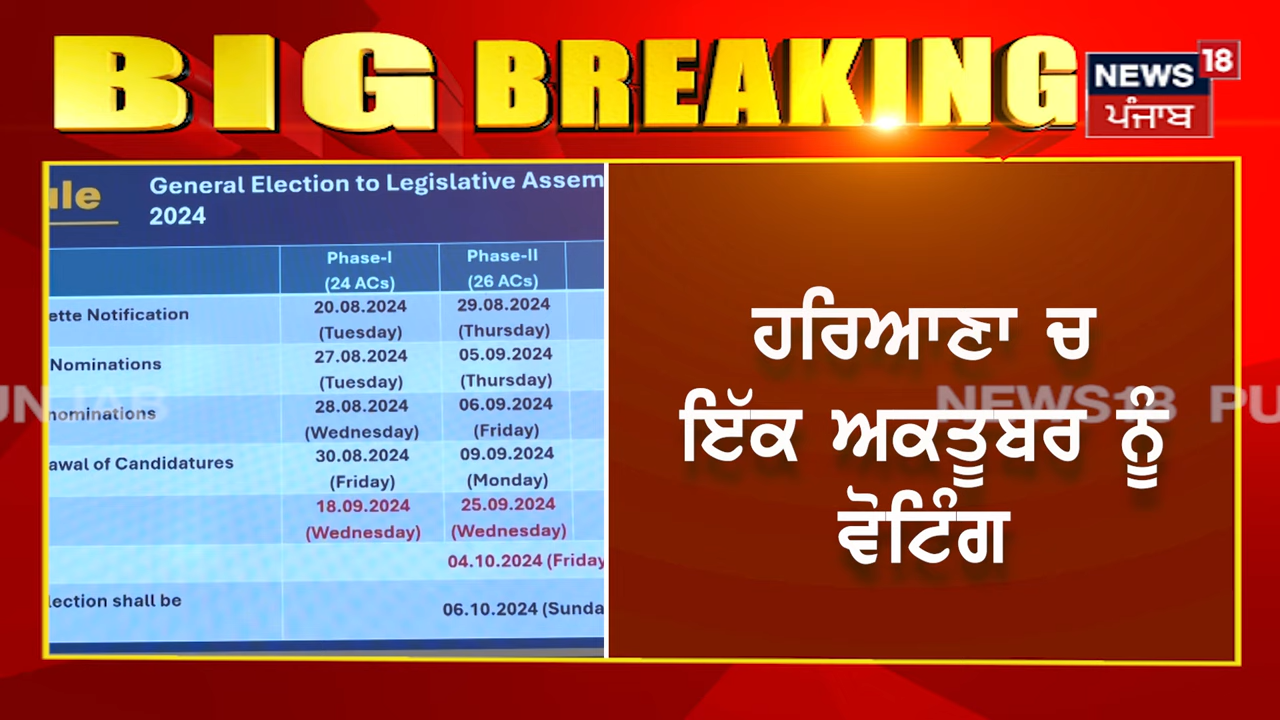 BIG BREAKING
NEWS 18
ਪੰਜਾਬ
ule
General Election to Legislative Assem
2024
Phase-I Phase-II
(24 ACs) (26 ACs)
ette Notification 20.08.2024 29.08.2024
(Tuesday) (Thursday)
Nominations 27.08.2024 05.09.2024
(Tuesday) (Thursday)
nominations 28.08.2024 06.09.2024
(Wednesday) (Friday)
awal of Candidatures 30.08.2024 09.09.2024
(Friday) (Monday)
18.09.2024 25.09.2024
(Wednesday) (Wednesday)
04.10.2024 (Friday
lection shall be 06.10.2024 (Sunda
ਹਰਿਆਣਾ ਚ
ਇੱਕ ਅਕਤੂਬਰ ਨੂੰ
ਵੋਟਿੰਗ
UNJAB
NEWS18 PU